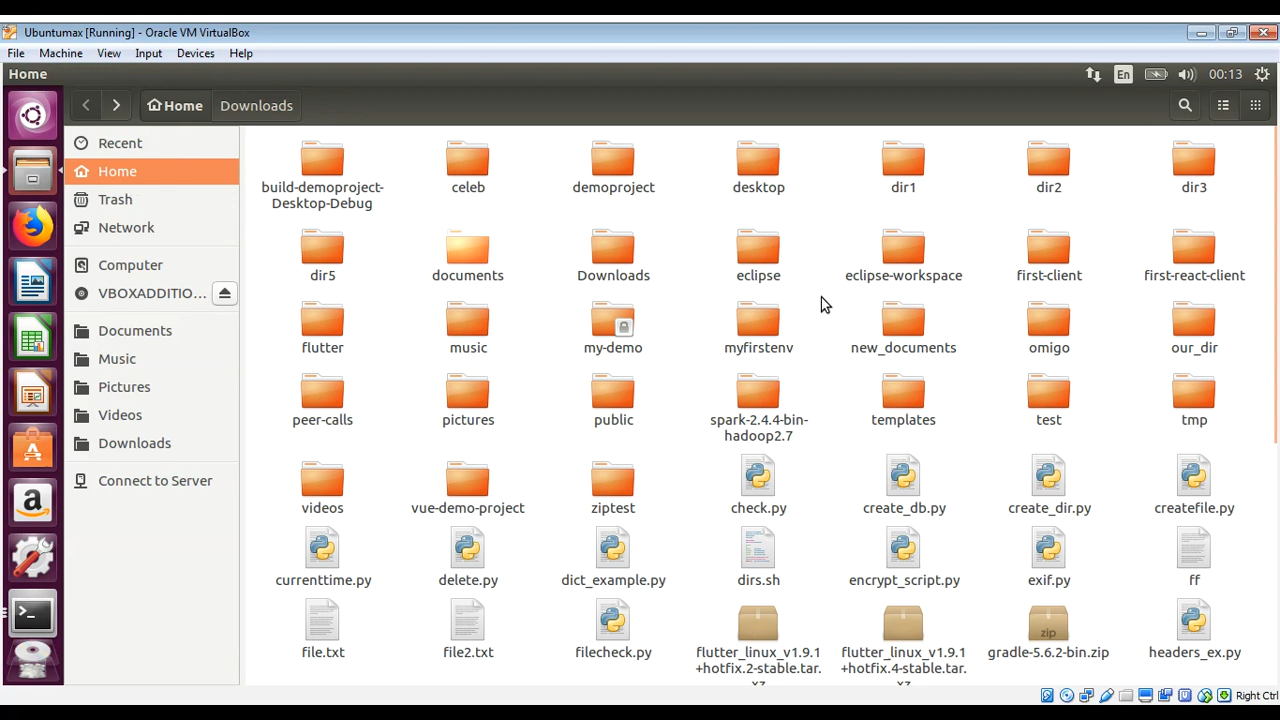 Ubuntumax [Running] - Oracle VM VirtualBox
File Machine View Input Devices Help
Home En 00:13
Home Downloads
Recent
Home
Trash
Network
Computer
VBOXADDITIO...
Documents
Music
Pictures
Videos
Downloads
Connect to Server
build-demoproject-
Desktop-Debug
celeb
demoproject
desktop
dir1
dir2
dir3
dir5
documents
Downloads
eclipse
eclipse-workspace
first-client
first-react-client
flutter
music
my-demo
myfirstenv
new_documents
omigo
our_dir
peer-calls
pictures
public
spark-2.4.4-bin-
hadoop2.7
templates
test
tmp
videos
vue-demo-project
ziptest
check.py
create_db.py
create_dir.py
createfile.py
currenttime.py
delete.py
dict_example.py
dirs.sh
encrypt_script.py
exif.py
ff
file.txt
file2.txt
filecheck.py
flutter_linux_v1.9.1
+hotfix.2-stable.tar.
xz
flutter_linux_v1.9.1
+hotfix.4-stable.tar.
xz
zip
gradle-5.6.2-bin.zip
headers_ex.py
Right Ctrl